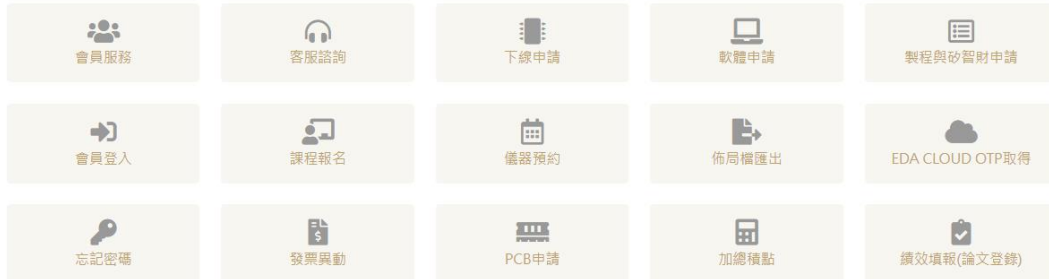 會員服務
客服諮詢
下線申請
軟體申請
製程與矽智財申請
會員登入
課程報名
儀器預約
佈局檔匯出
EDA CLOUD OTP取得
忘記密碼
發票異動
PCB申請
加總積點
績效填報(論文登錄)